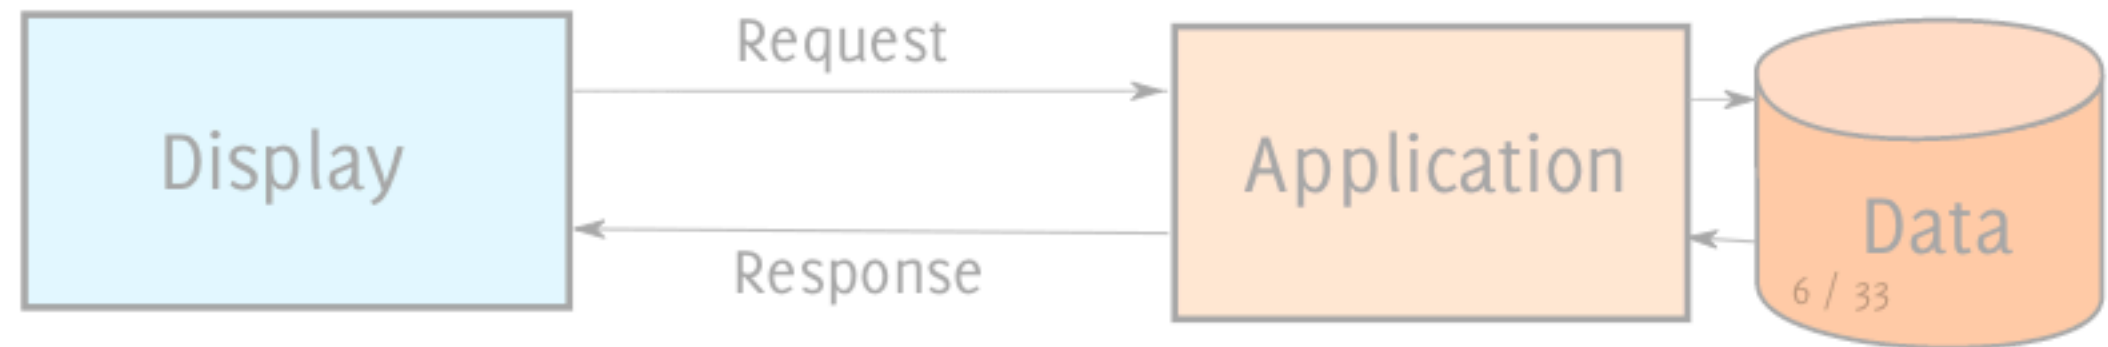 Request
Display
Application
Response
Data
6 / 33